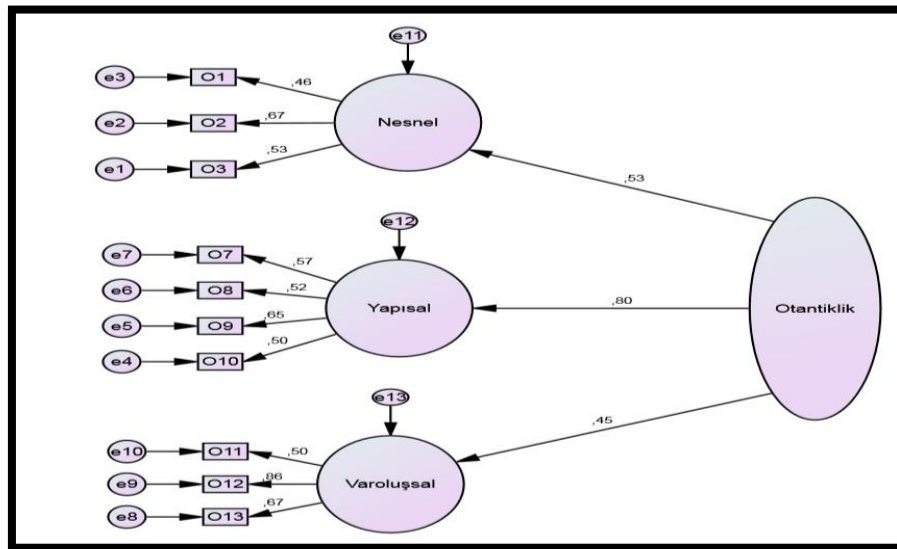 e11
e3 O1 ,46
e2 O2 ,67 Nesnel
e1 O3 ,53
,53
e12
e7 O7 ,57
e6 O8 ,52
Yapısal ,80 Otantiklik
e5 O9 ,65
e4 O10 ,50
e13
,45
e10 O11 ,50
e9 O12 ,86 Varoluşsal
e8 O13 ,67